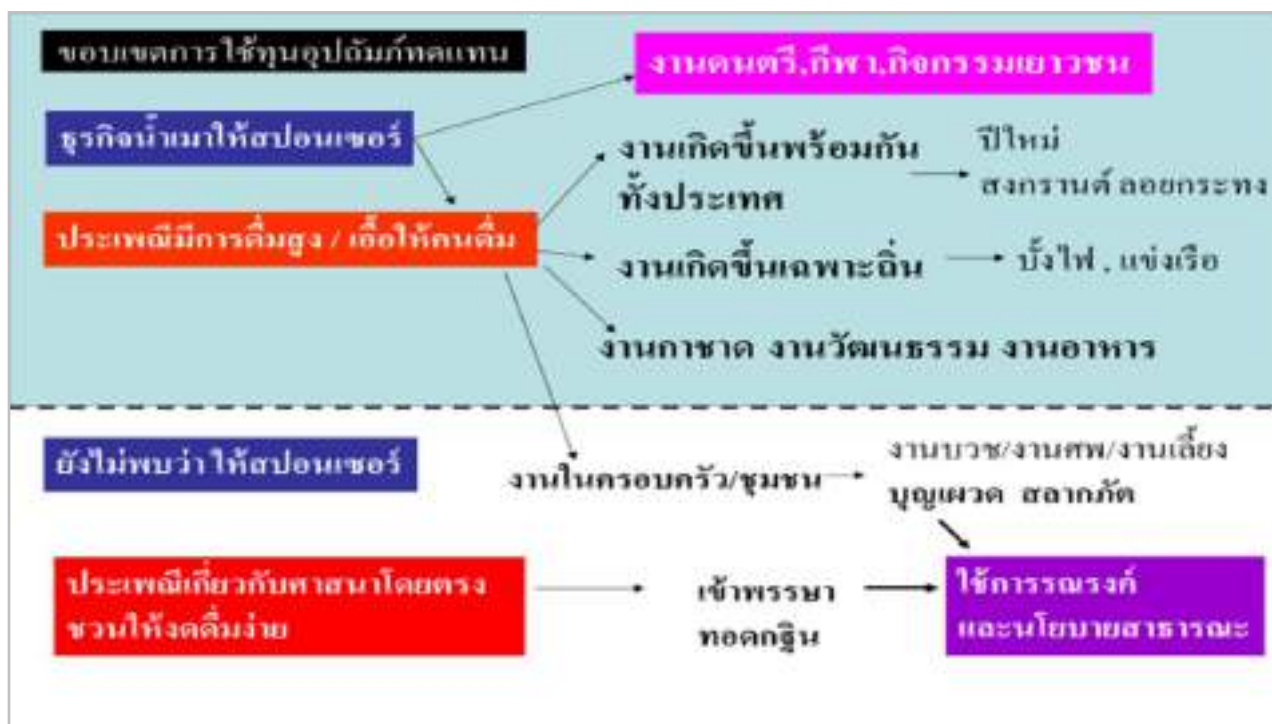 ขอบเขตการใช้ทุนอุปถัมภ์ทดแทน
งานดนตรี,กีฬา,กิจกรรมเยาวชน
ธุรกิจน้ำเมาให้สปอนเซอร์
งานเกิดขึ้นพร้อมกัน
ทั้งประเทศ
ปีใหม่
สงกรานต์ ลอยกระทง
ประเพณีมีการดื่มสูง / เอื้อให้คนดื่ม
งานเกิดขึ้นเฉพาะถิ่น
บั้งไฟ , แข่งเรือ
งานกาชาด งานวัฒนธรรม งานอาหาร
ยังไม่พบว่าให้สปอนเซอร์
งานในครอบครัว/ชุมชน
งานบวช/งานศพ/งานเลี้ยง
บุญเผวด สลากภัต
ประเพณีเกี่ยวกับศาสนาโดยตรง
ชวนให้งดดื่มง่าย
เข้าพรรษา
ทอดกฐิน
ใช้การรณรงค์
และนโยบายสาธารณะ